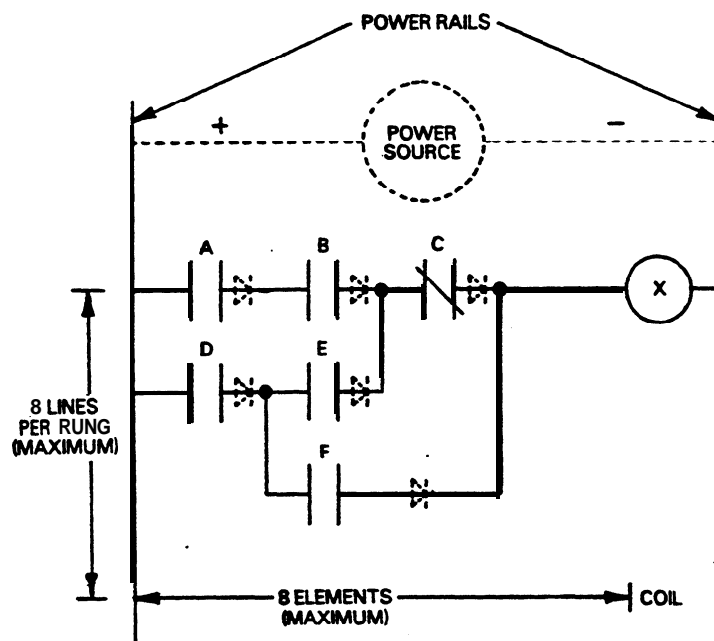 POWER RAILS
+
−
POWER
SOURCE
A
B
C
X
D
E
F
8 LINES
PER RUNG
(MAXIMUM)
8 ELEMENTS
(MAXIMUM)
COIL